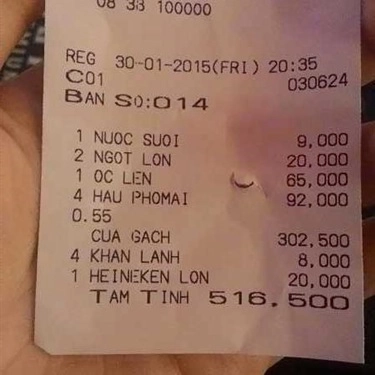 08 38 100000
REG 30-01-2015(FRI) 20:35
C01 030624
BAN SO:014
1 NUOC SUOI 9,000
2 NGOT LON 20,000
1 OC LEN 65,000
4 HAU PHOMAI 92,000
0.55
CUA GACH 302,500
4 KHAN LANH 8,000
1 HEINEKEN LON 20,000
TAM TINH 516.500